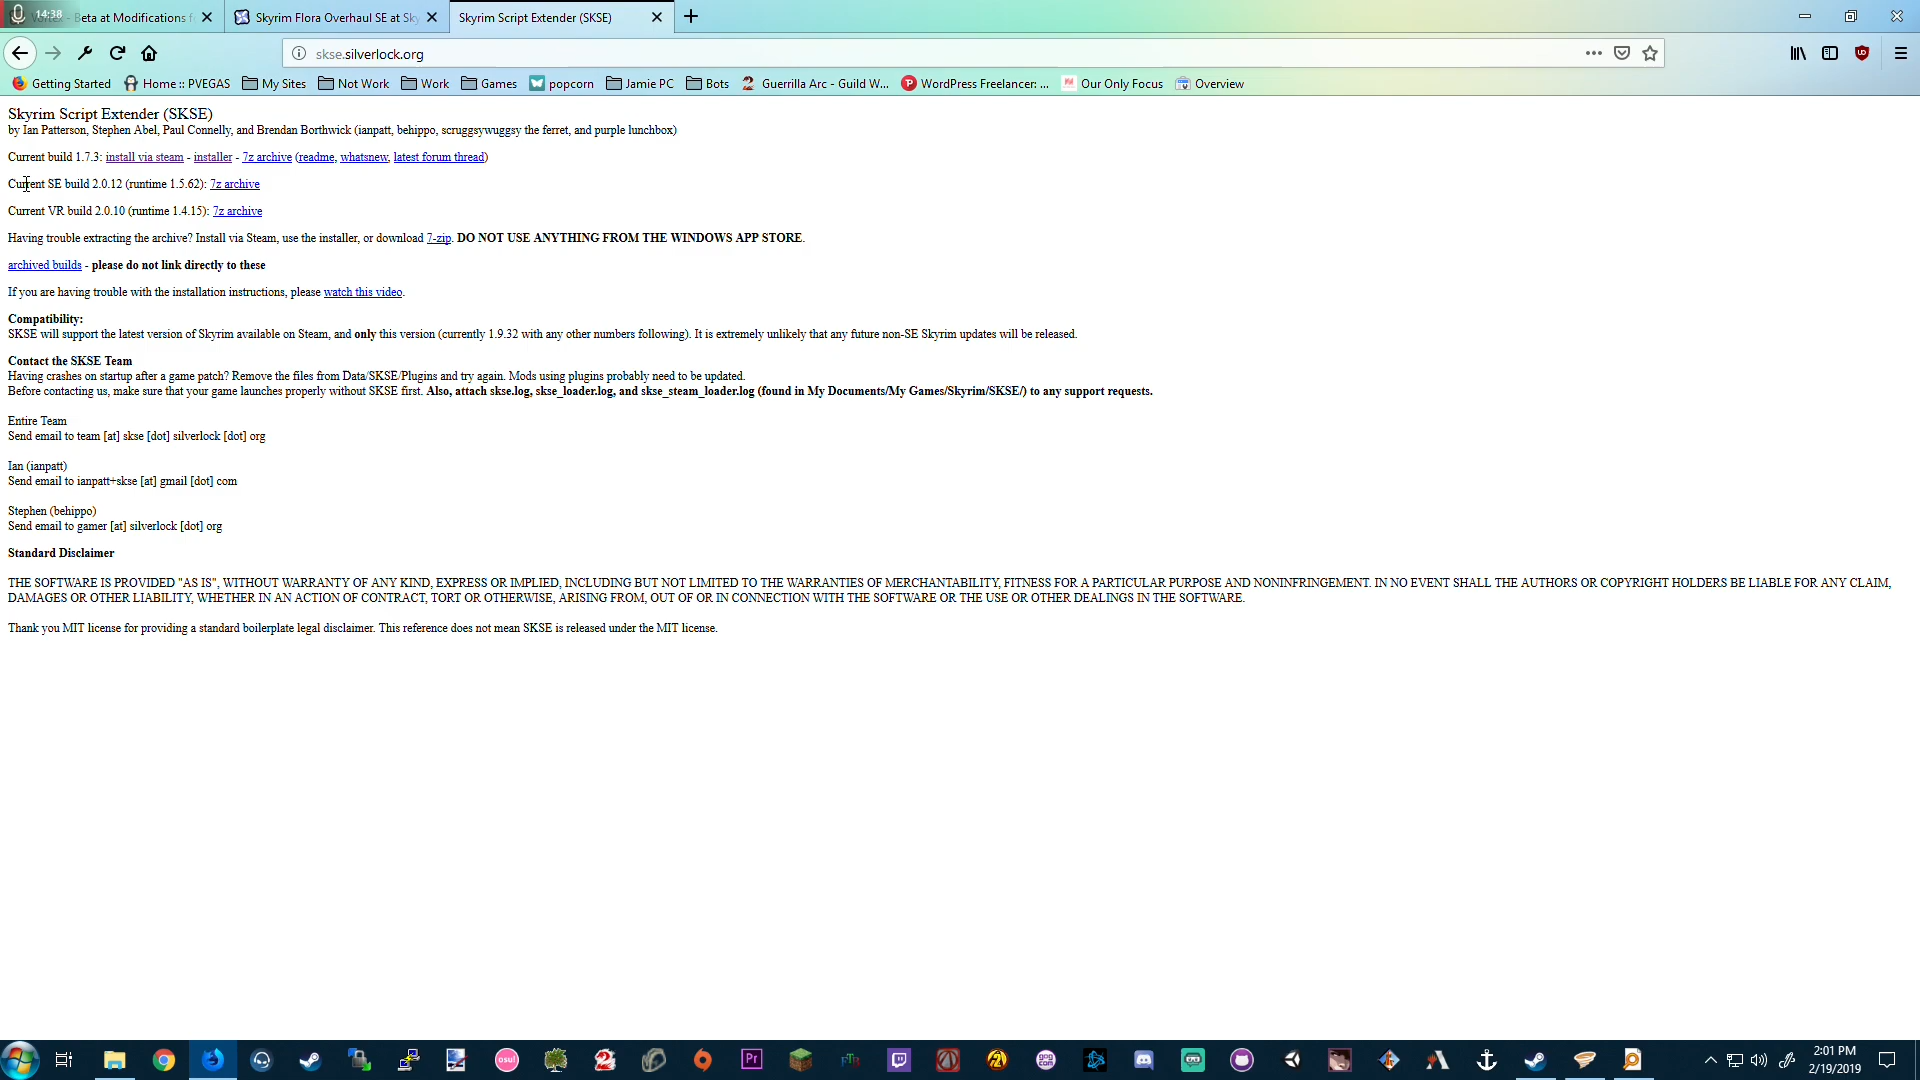 14:38
Beta at Modifications f
Skyrim Flora Overhaul SE at Sky
Skyrim Script Extender (SKSE)
skse.silverlock.org
Getting Started
Home :: PVEGAS
My Sites
Not Work
Work
Games
popcorn
Jamie PC
Bots
Guerrilla Arc - Guild W...
WordPress Freelancer: ...
Our Only Focus
Overview
Skyrim Script Extender (SKSE)
by Ian Patterson, Stephen Abel, Paul Connelly, and Brendan Borthwick (ianpatt, behippo, scruggsywuggsy the ferret, and purple lunchbox)
Current build 1.7.3: install via steam - installer - 7z archive (readme, whatsnew, latest forum thread)
Current SE build 2.0.12 (runtime 1.5.62): 7z archive
Current VR build 2.0.10 (runtime 1.4.15): 7z archive
Having trouble extracting the archive? Install via Steam, use the installer, or download 7-zip. DO NOT USE ANYTHING FROM THE WINDOWS APP STORE.
archived builds - please do not link directly to these
If you are having trouble with the installation instructions, please watch this video.
Compatibility:
SKSE will support the latest version of Skyrim available on Steam, and only this version (currently 1.9.32 with any other numbers following). It is extremely unlikely that any future non-SE Skyrim updates will be released.
Contact the SKSE Team
Having crashes on startup after a game patch? Remove the files from Data/SKSE/Plugins and try again. Mods using plugins probably need to be updated.
Before contacting us, make sure that your game launches properly without SKSE first. Also, attach skse.log, skse_loader.log, and skse_steam_loader.log (found in My Documents/My Games/Skyrim/SKSE/) to any support requests.
Entire Team
Send email to team [at] skse [dot] silverlock [dot] org
Ian (ianpatt)
Send email to ianpatt+skse [at] gmail [dot] com
Stephen (behippo)
Send email to gamer [at] silverlock [dot] org
Standard Disclaimer
THE SOFTWARE IS PROVIDED "AS IS", WITHOUT WARRANTY OF ANY KIND, EXPRESS OR IMPLIED, INCLUDING BUT NOT LIMITED TO THE WARRANTIES OF MERCHANTABILITY, FITNESS FOR A PARTICULAR PURPOSE AND NONINFRINGEMENT. IN NO EVENT SHALL THE AUTHORS OR COPYRIGHT HOLDERS BE LIABLE FOR ANY CLAIM,
DAMAGES OR OTHER LIABILITY, WHETHER IN AN ACTION OF CONTRACT, TORT OR OTHERWISE, ARISING FROM, OUT OF OR IN CONNECTION WITH THE SOFTWARE OR THE USE OR OTHER DEALINGS IN THE SOFTWARE.
Thank you MIT license for providing a standard boilerplate legal disclaimer. This reference does not mean SKSE is released under the MIT license.
osu!
Pr
FTB
gog com
2:01 PM
2/19/2019